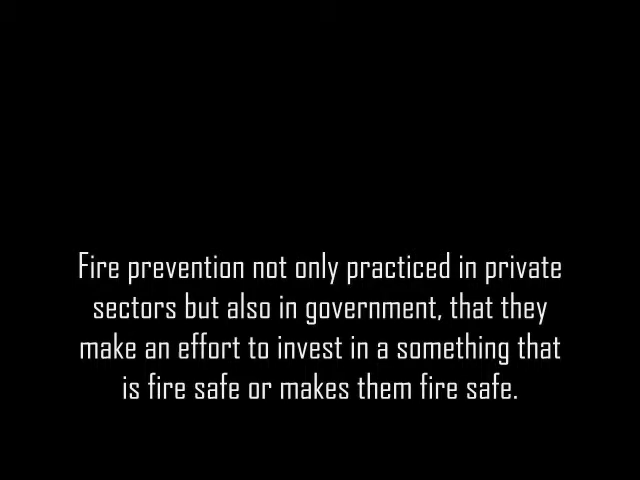 Fire prevention not only practiced in private
sectors but also in government, that they
make an effort to invest in a something that
is fire safe or makes them fire safe.